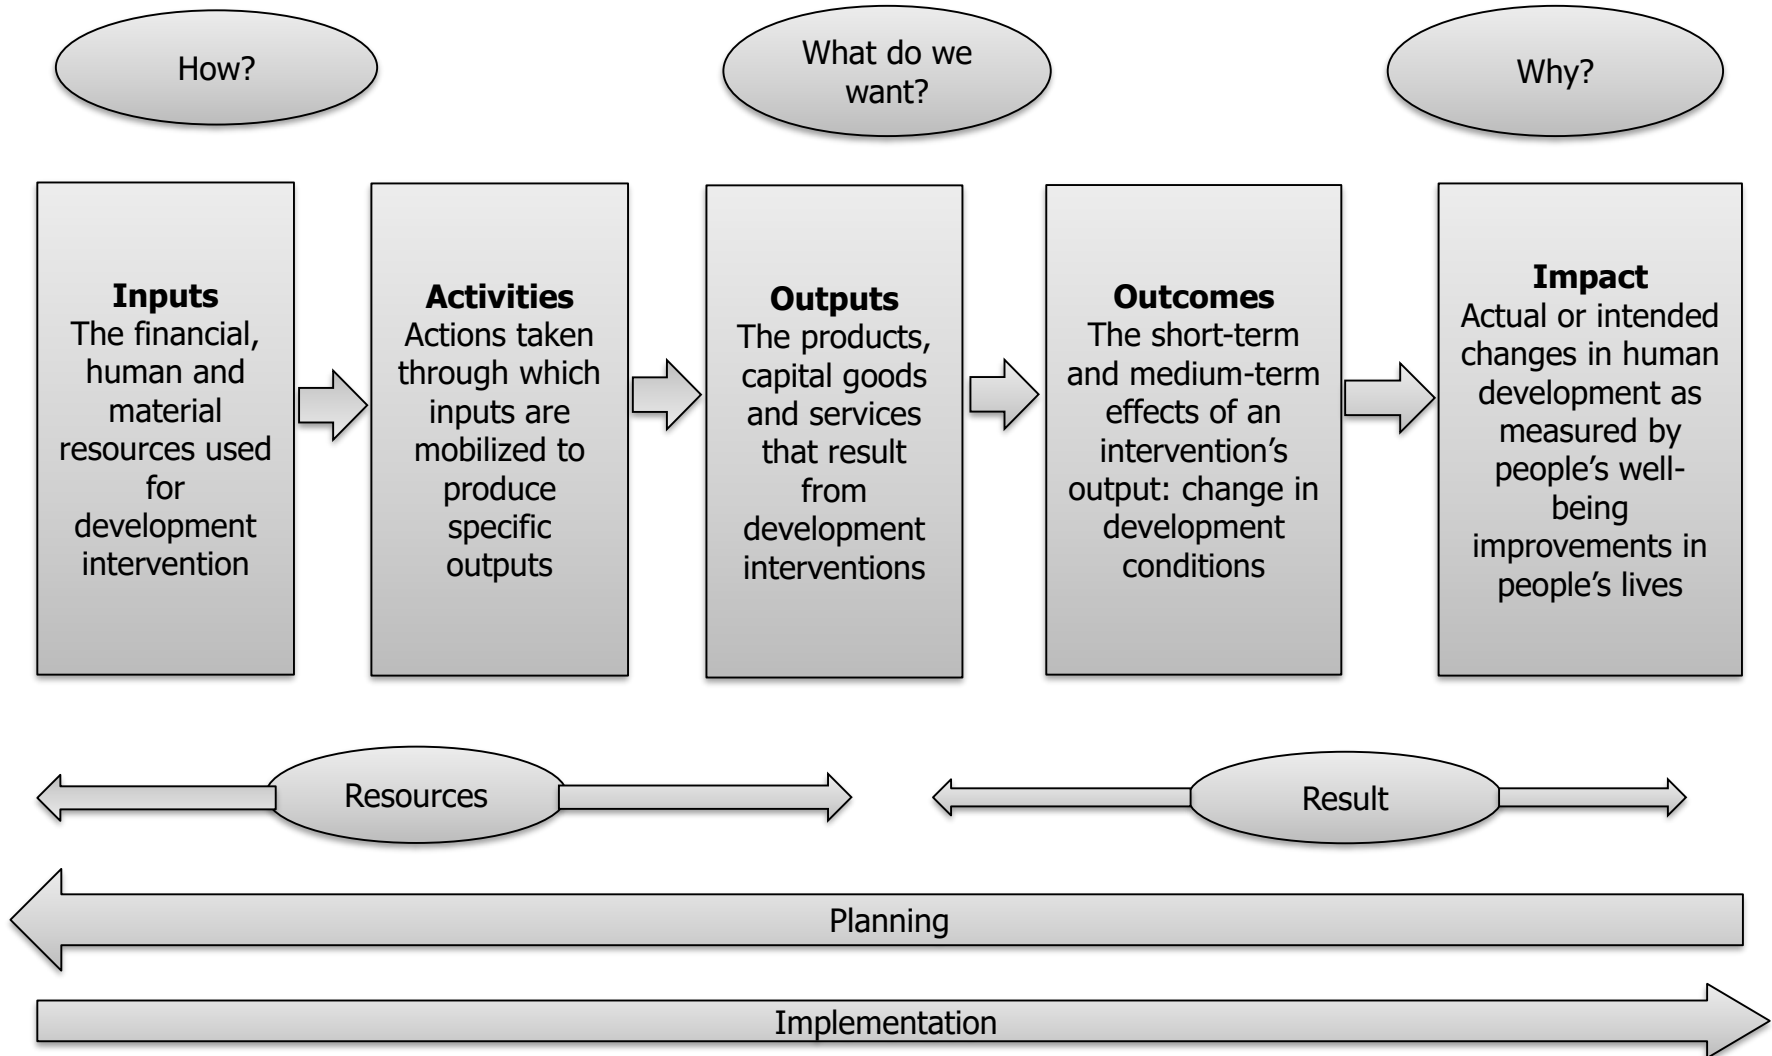 How?
What do we
want?
Why?
Inputs
The financial,
human and
material
resources used
for
development
intervention
Activities
Actions taken
through which
inputs are
mobilized to
produce
specific
outputs
Outputs
The products,
capital goods
and services
that result
from
development
interventions
Outcomes
The short-term
and medium-term
effects of an
intervention’s
output: change in
development
conditions
Impact
Actual or intended
changes in human
development as
measured by
people’s well-
being
improvements in
people’s lives
Resources
Result
Planning
Implementation